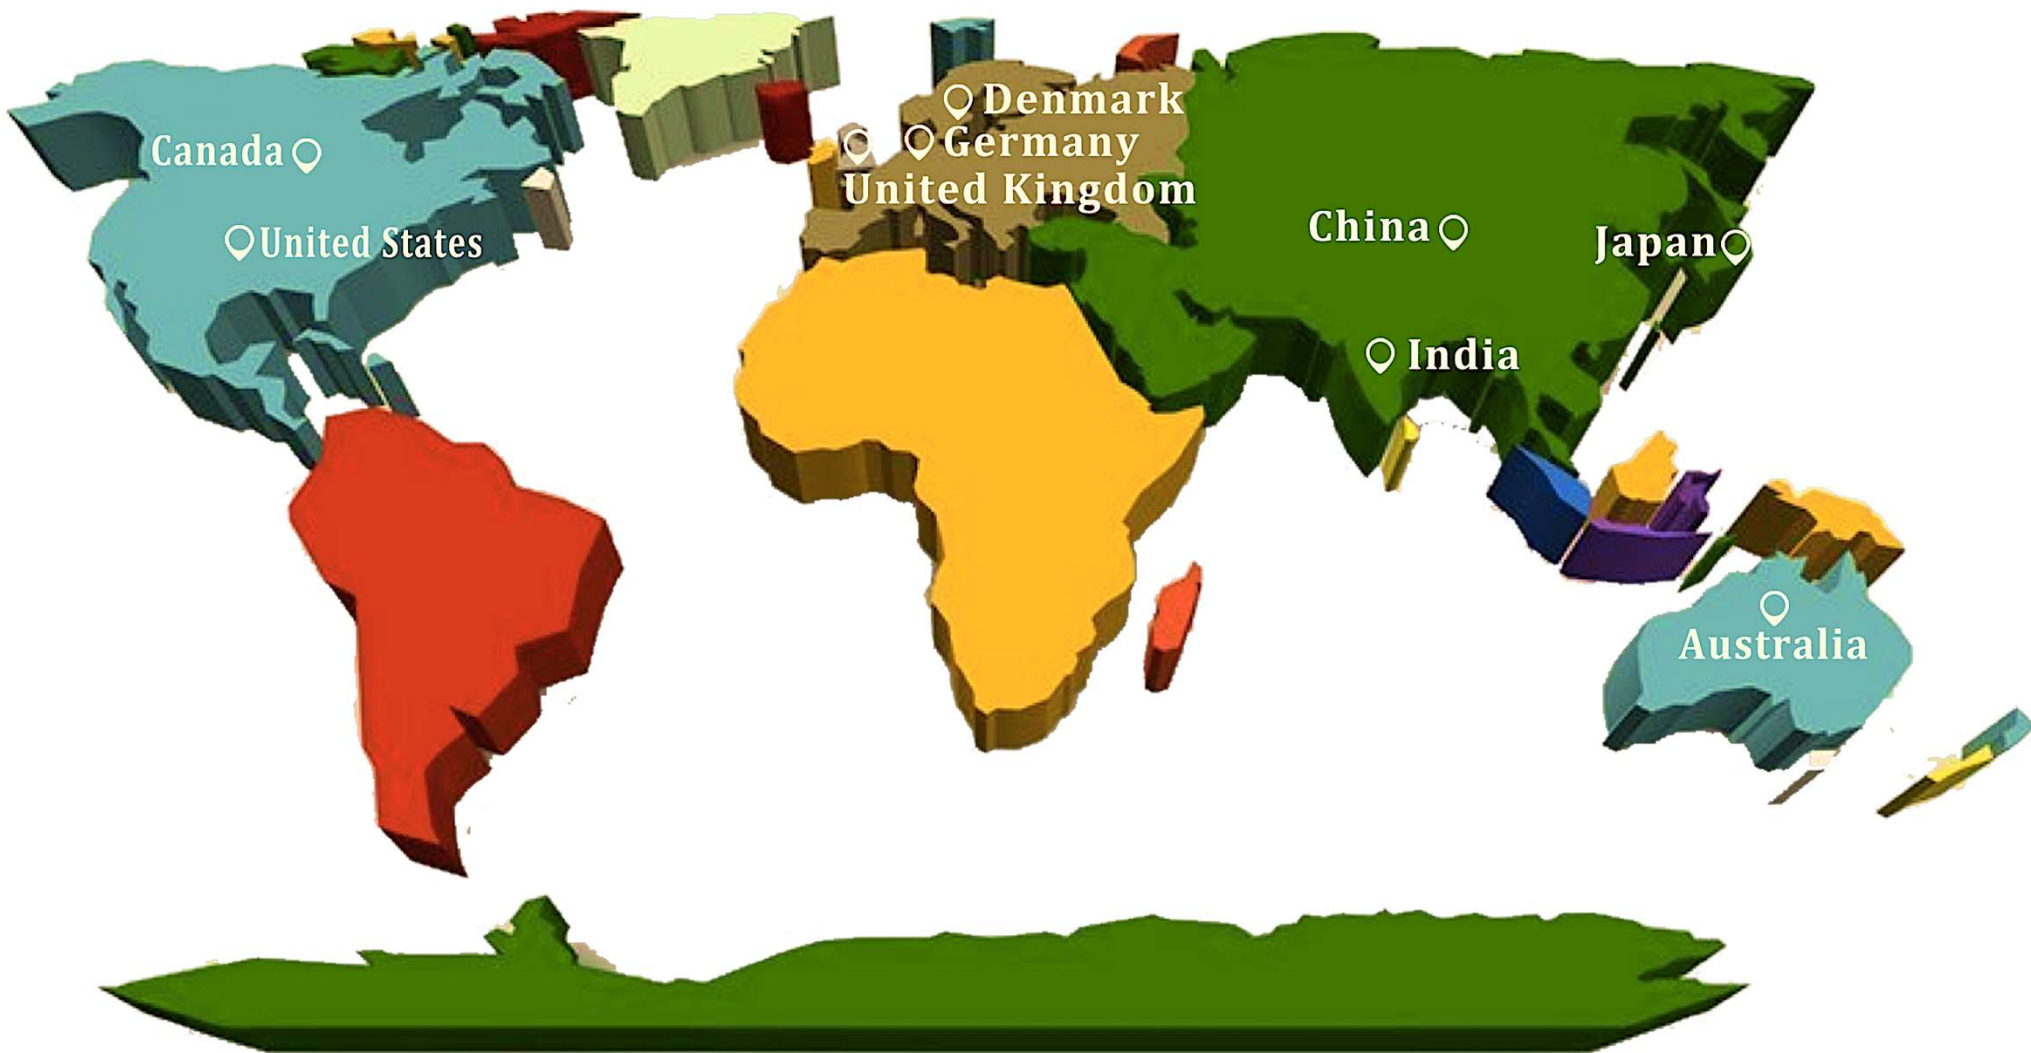 Denmark
Germany
Canada
United Kingdom
United States
China
Japan
India
Australia